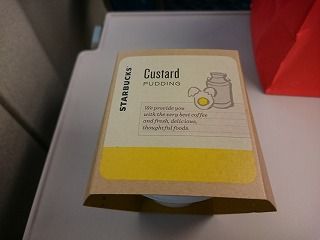 STARBUCKS
Custard
PUDDING
We provide you
with the very best coffee
and fresh, delicious,
thoughtful foods.